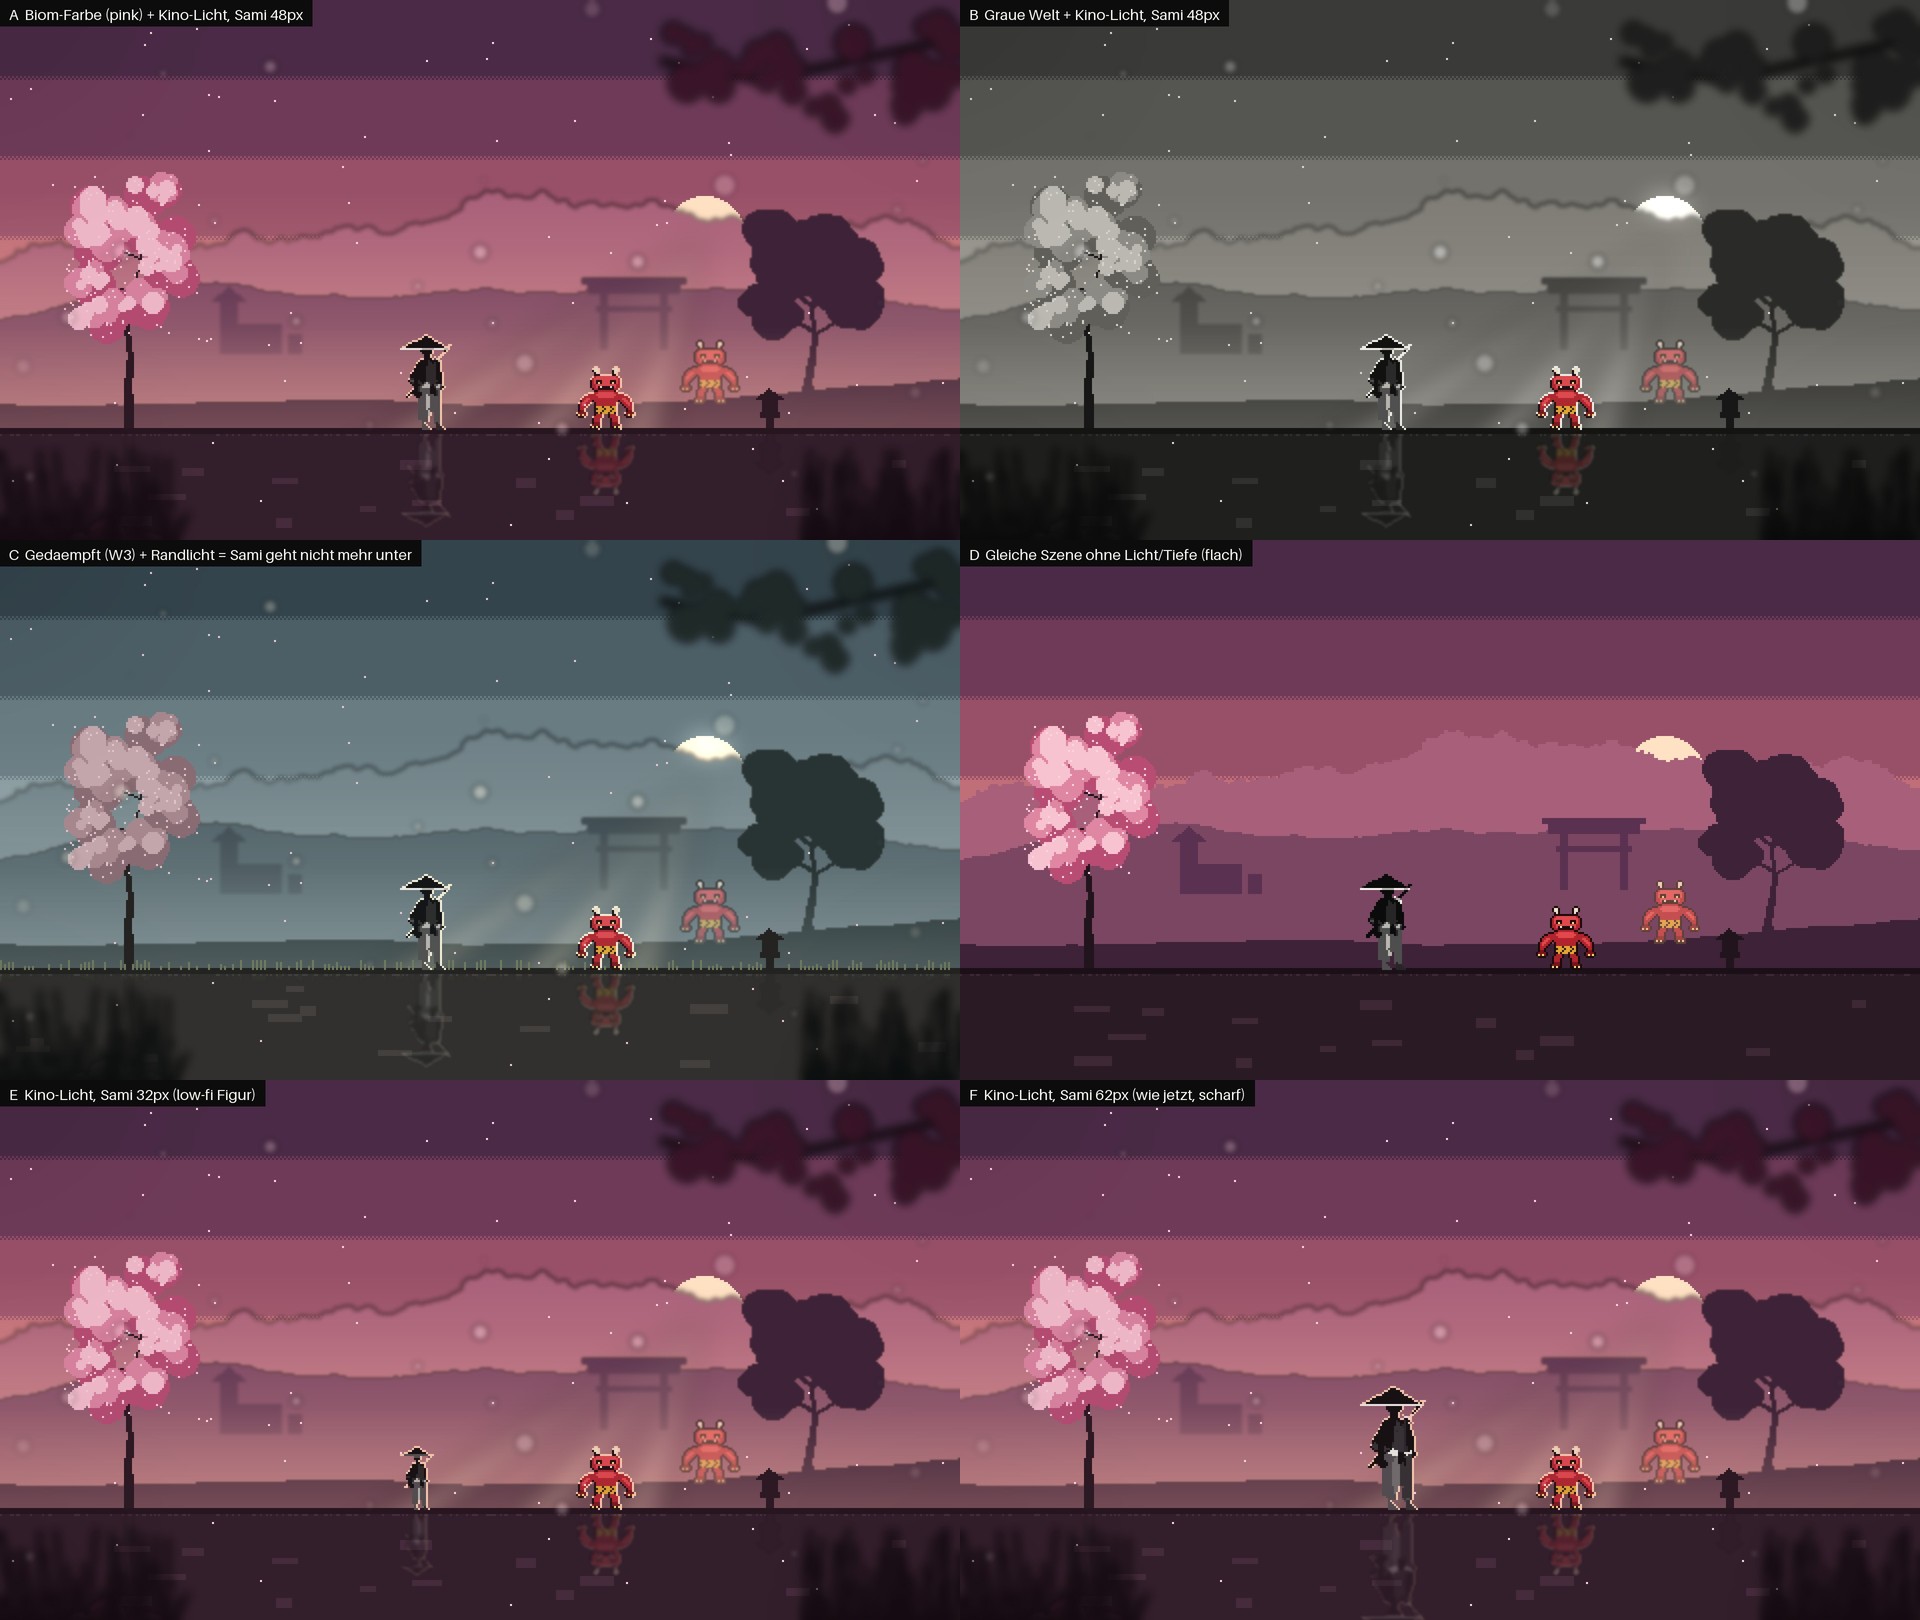 A Biom-Farbe (pink) + Kino-Licht, Sami 48px
B Graue Welt + Kino-Licht, Sami 48px
C Gedaempft (W3) + Randlicht = Sami geht nicht mehr unter
D Gleiche Szene ohne Licht/Tiefe (flach)
E Kino-Licht, Sami 32px (low-fi Figur)
F Kino-Licht, Sami 62px (wie jetzt, scharf)